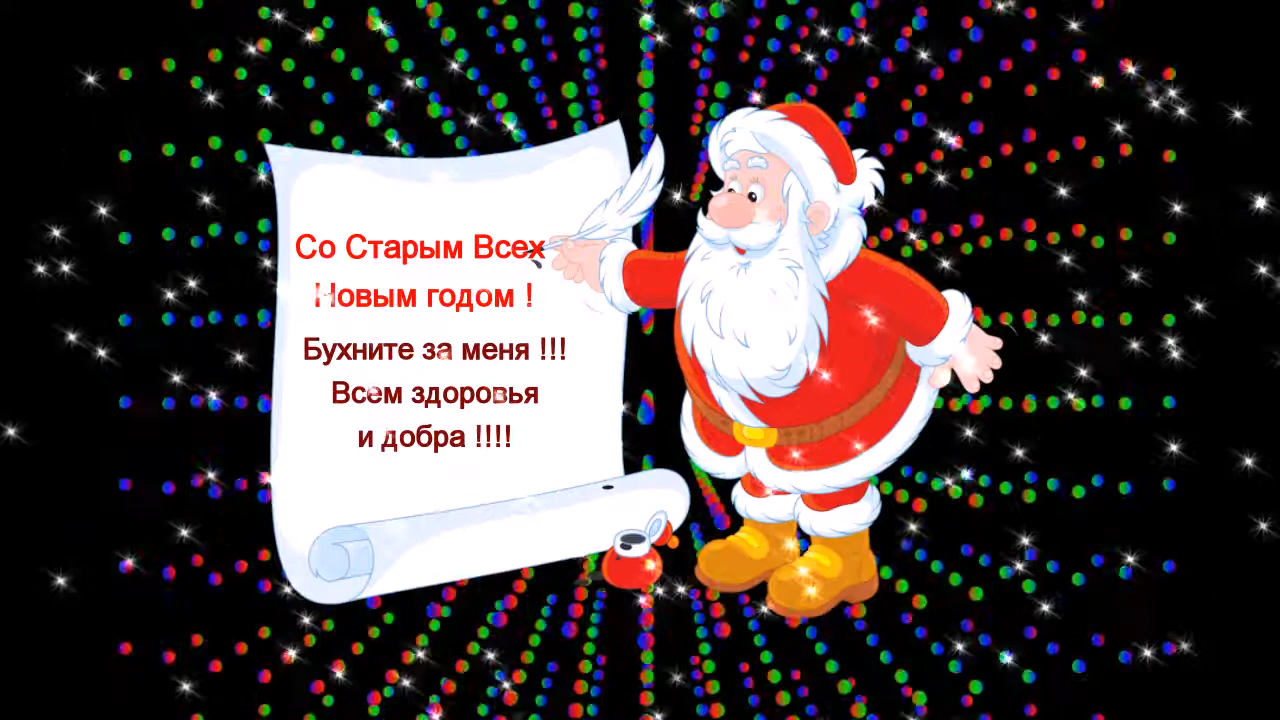 Со Старым Всех
Новым годом !
Бухните за меня !!!
Всем здоровья
и добра !!!!